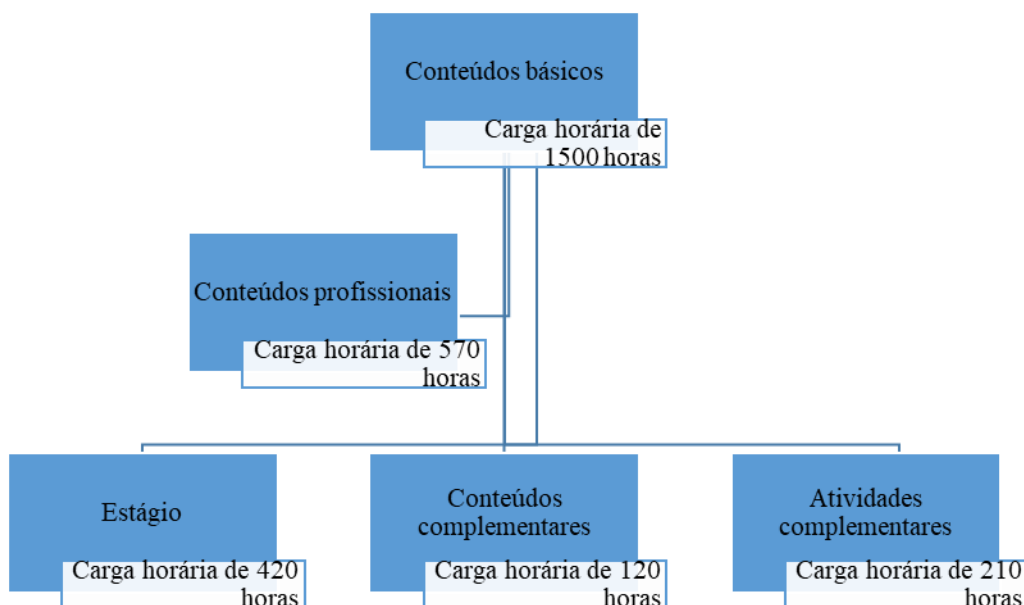 Conteúdos básicos
Carga horária de
1500 horas
Conteúdos profissionais
Carga horária de 570
horas
Estágio
Carga horária de 420
horas
Conteúdos
complementares
Carga horária de 120
horas
Atividades
complementares
Carga horária de 210
horas